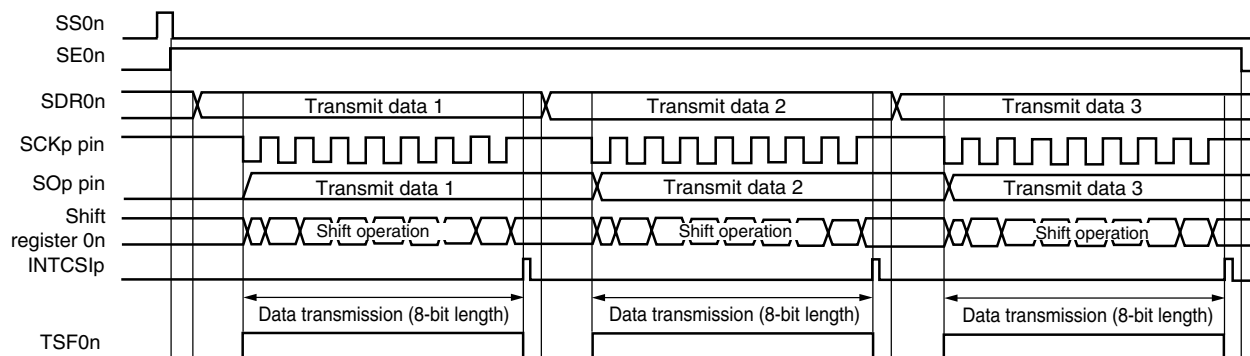 SS0n
SE0n
SDR0n Transmit data 1 Transmit data 2 Transmit data 3
SCKp pin
SOp pin Transmit data 1 Transmit data 2 Transmit data 3
Shift
register 0n Shift operation Shift operation Shift operation
INTCSIp
Data transmission (8-bit length) Data transmission (8-bit length) Data transmission (8-bit length)
TSF0n